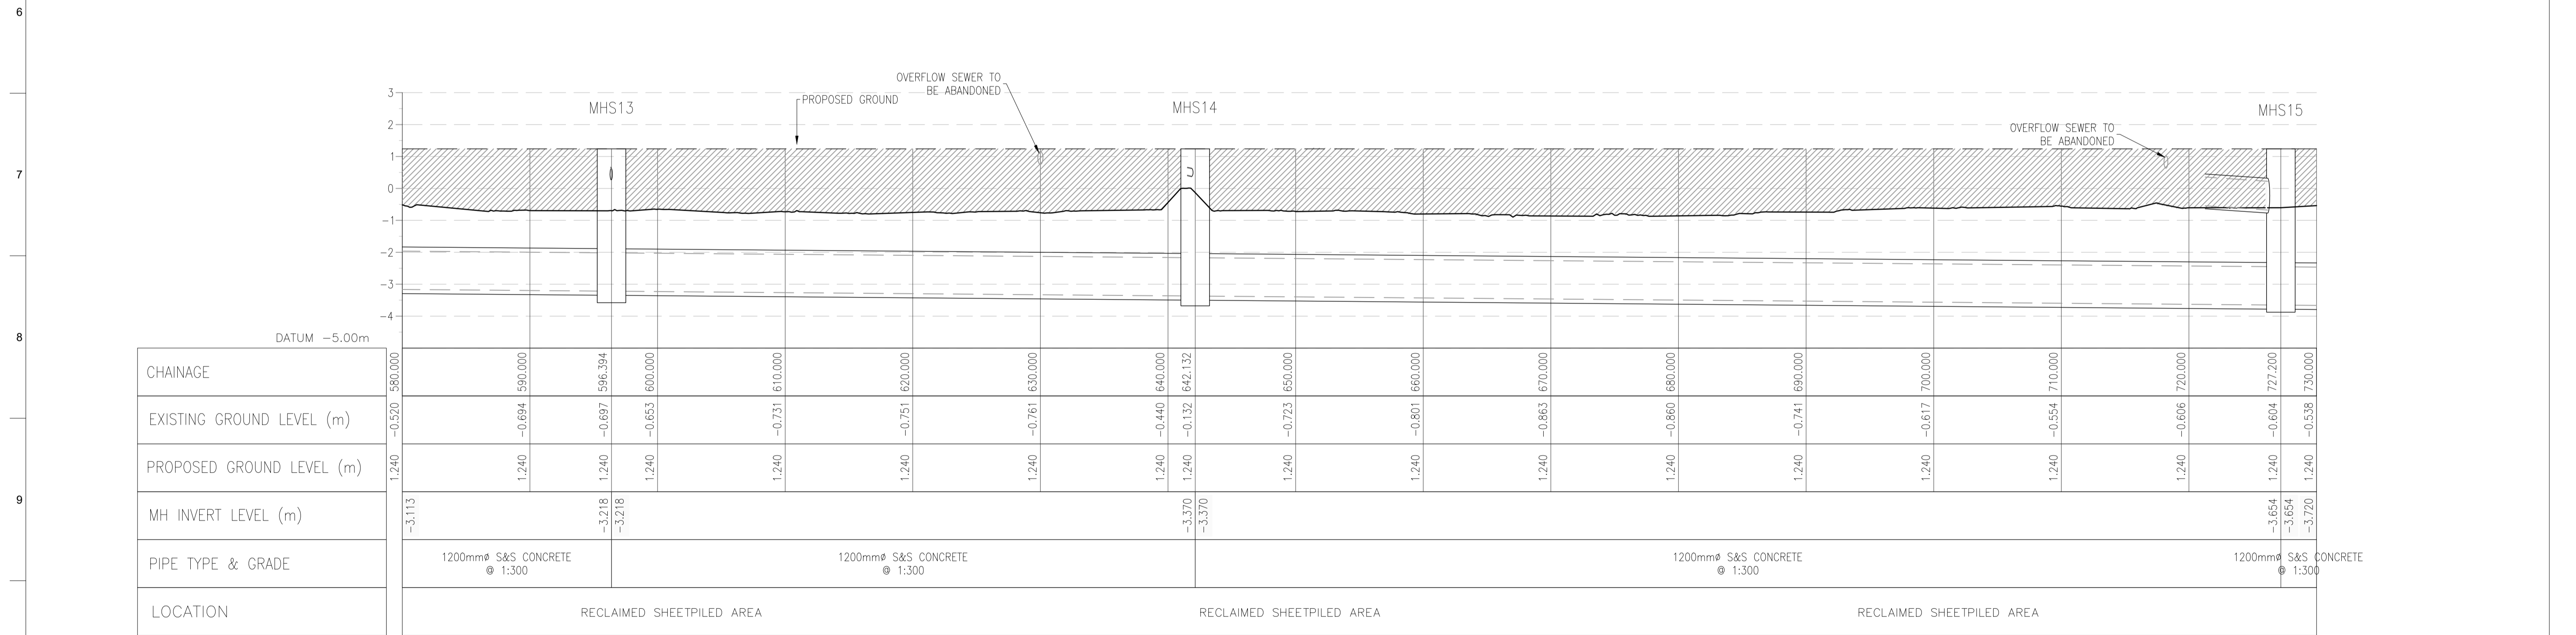 6
7
8
9
OVERFLOW SEWER TO
BE ABANDONED
PROPOSED GROUND
MHS13
MHS14
MHS15
OVERFLOW SEWER TO
BE ABANDONED
3
2
1
0
-1
-2
-3
-4
DATUM -5.00m
CHAINAGE
580.000 590.000 596.394 600.000 610.000 620.000 630.000 640.000 642.132 650.000 660.000 670.000 680.000 690.000 700.000 710.000 720.000 727.200 730.000
EXISTING GROUND LEVEL (m)
-0.520 -0.694 -0.697 -0.653 -0.731 -0.751 -0.761 -0.440 -0.132 -0.723 -0.801 -0.863 -0.860 -0.741 -0.617 -0.554 -0.606 -0.604 -0.538
PROPOSED GROUND LEVEL (m)
1.240 1.240 1.240 1.240 1.240 1.240 1.240 1.240 1.240 1.240 1.240 1.240 1.240 1.240 1.240 1.240 1.240 1.240 1.240
MH INVERT LEVEL (m)
-3.113 -3.218 -3.218 -3.370 -3.370 -3.654 -3.654 -3.720
PIPE TYPE & GRADE
1200mmø S&S CONCRETE
@ 1:300
1200mmø S&S CONCRETE
@ 1:300
1200mmø S&S CONCRETE
@ 1:300
1200mmø S&S CONCRETE
@ 1:300
LOCATION
RECLAIMED SHEETPILED AREA
RECLAIMED SHEETPILED AREA
RECLAIMED SHEETPILED AREA